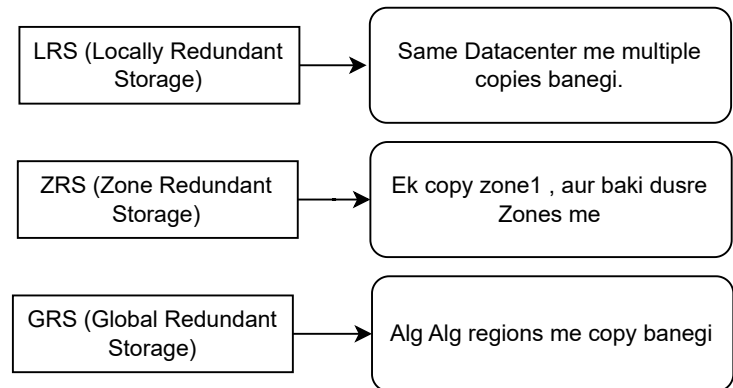 LRS (Locally Redundant
Storage)
Same Datacenter me multiple
copies banegi.
ZRS (Zone Redundant
Storage)
Ek copy zone1 , aur baki dusre
Zones me
GRS (Global Redundant
Storage)
Alg Alg regions me copy banegi